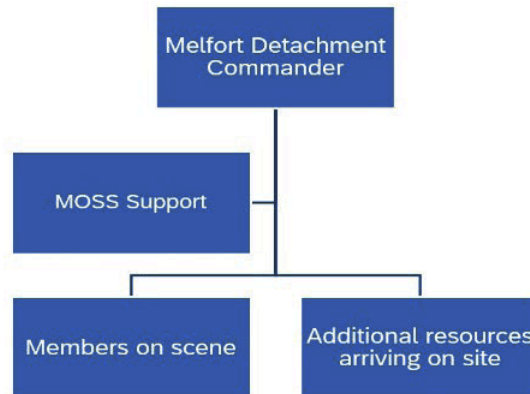 Melfort Detachment
Commander
MOSS Support
Members on scene
Additional resources
arriving on site